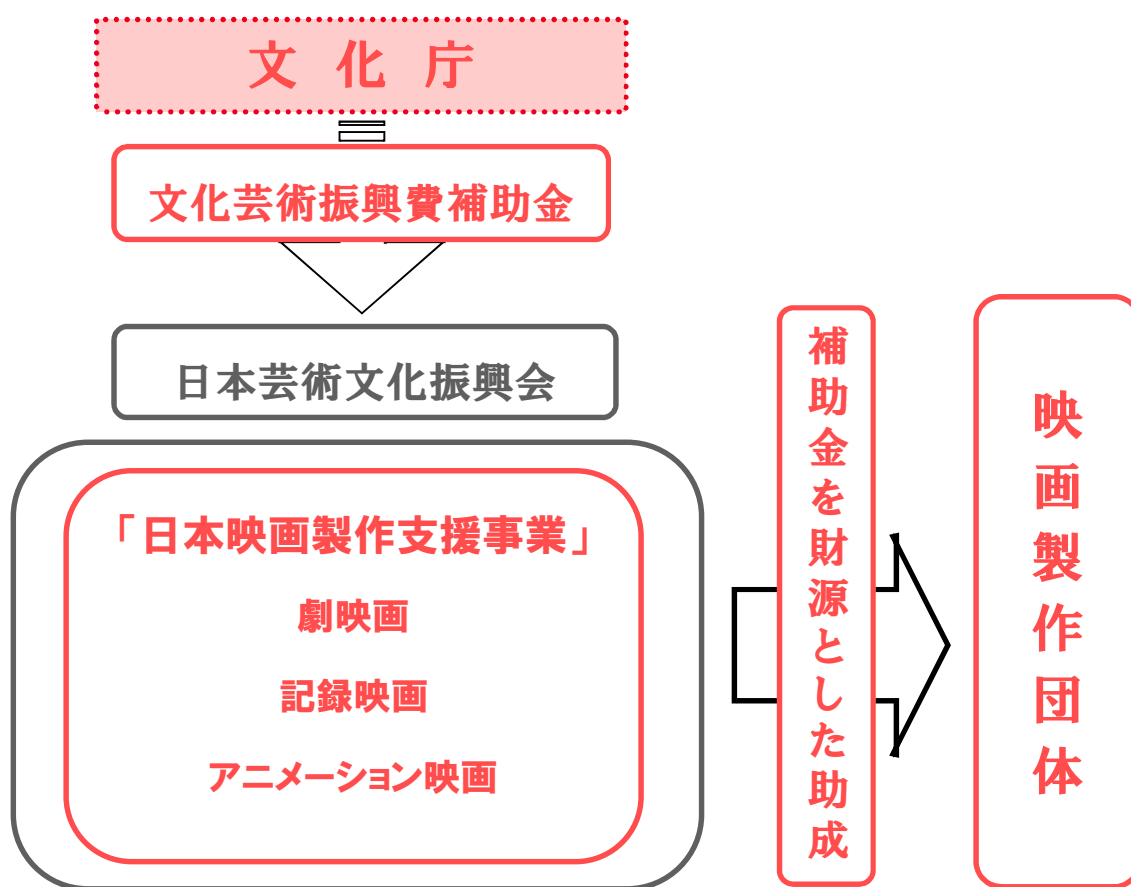 文化庁
文化芸術振興費補助金
日本芸術文化振興会
「日本映画製作支援事業」
劇映画
記録映画
アニメーション映画
補助金を財源とした助成
映画製作団体